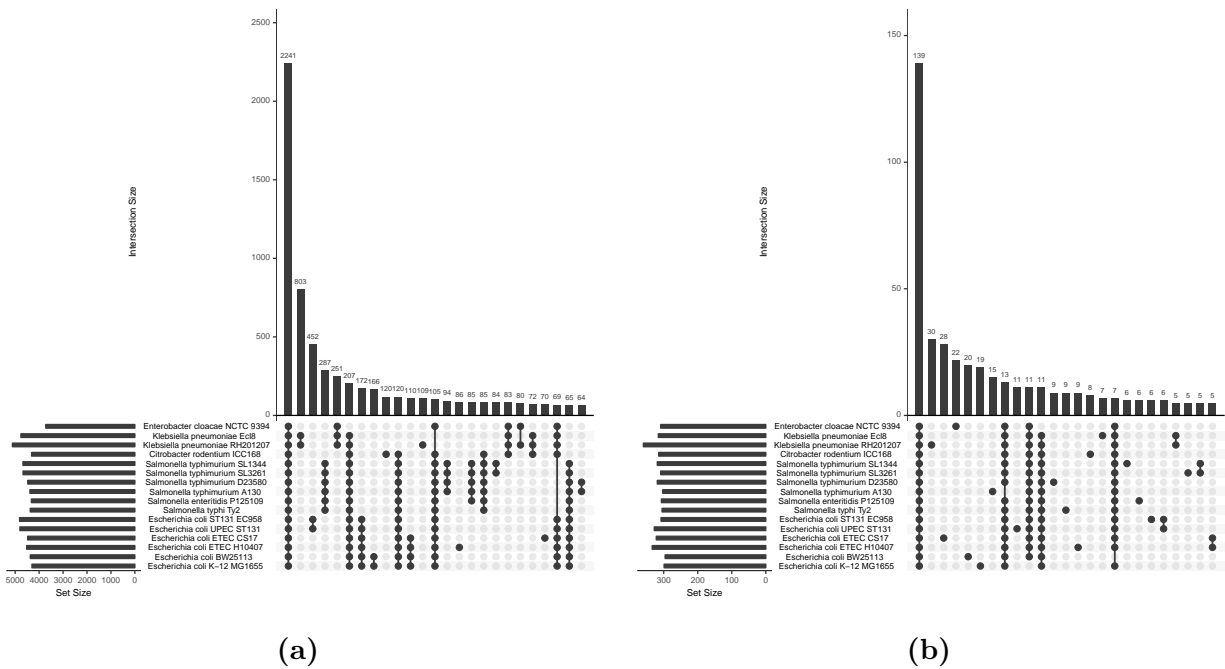 2500
2000
1500
1000
500
0
Intersection Size
2241
803
452
287
251
207
172
166
120
120
110
109
105
94
86
85
85
84
83
80
72
70
69
65
64
Enterobacter cloacae NCTC 9394
Klebsiella pneumoniae Ecl8
Klebsiella pneumoniae RH201207
Citrobacter rodentium ICC168
Salmonella typhimurium SL1344
Salmonella typhimurium SL3261
Salmonella typhimurium D23580
Salmonella typhimurium A130
Salmonella enteritidis P125109
Salmonella typhi Ty2
Escherichia coli ST131 EC958
Escherichia coli UPEC ST131
Escherichia coli ETEC CS17
Escherichia coli ETEC H10407
Escherichia coli BW25113
Escherichia coli K−12 MG1655
5000 4000 3000 2000 1000 0
Set Size
(a)
150
100
50
0
Intersection Size
139
30
28
22
20
19
15
13
11
11
11
9
9
9
8
7
7
6
6
6
6
5
5
5
5
Enterobacter cloacae NCTC 9394
Klebsiella pneumoniae Ecl8
Klebsiella pneumoniae RH201207
Citrobacter rodentium ICC168
Salmonella typhimurium SL1344
Salmonella typhimurium SL3261
Salmonella typhimurium D23580
Salmonella typhimurium A130
Salmonella enteritidis P125109
Salmonella typhi Ty2
Escherichia coli ST131 EC958
Escherichia coli UPEC ST131
Escherichia coli ETEC CS17
Escherichia coli ETEC H10407
Escherichia coli BW25113
Escherichia coli K−12 MG1655
300 200 100 0
Set Size
(b)